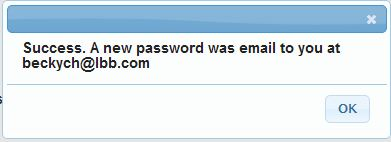 Success. A new password was email to you at
beckych@lbb.com
OK